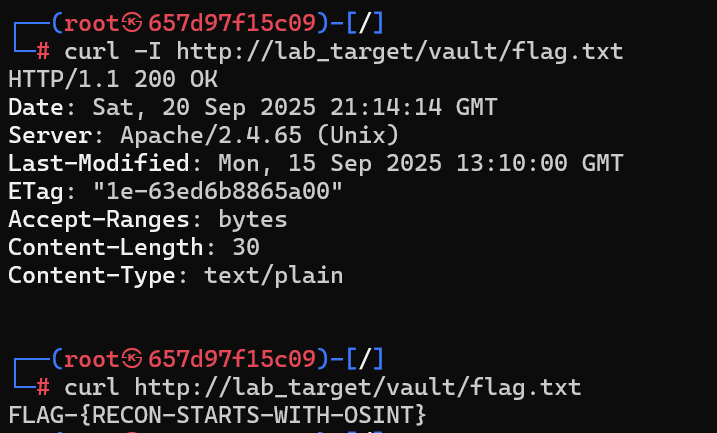 ┌──(root㉿657d97f15c09)-[/]
└─# curl -I http://lab_target/vault/flag.txt
HTTP/1.1 200 OK
Date: Sat, 20 Sep 2025 21:14:14 GMT
Server: Apache/2.4.65 (Unix)
Last-Modified: Mon, 15 Sep 2025 13:10:00 GMT
ETag: "1e-63ed6b8865a00"
Accept-Ranges: bytes
Content-Length: 30
Content-Type: text/plain
┌──(root㉿657d97f15c09)-[/]
└─# curl http://lab_target/vault/flag.txt
FLAG-{RECON-STARTS-WITH-OSINT}